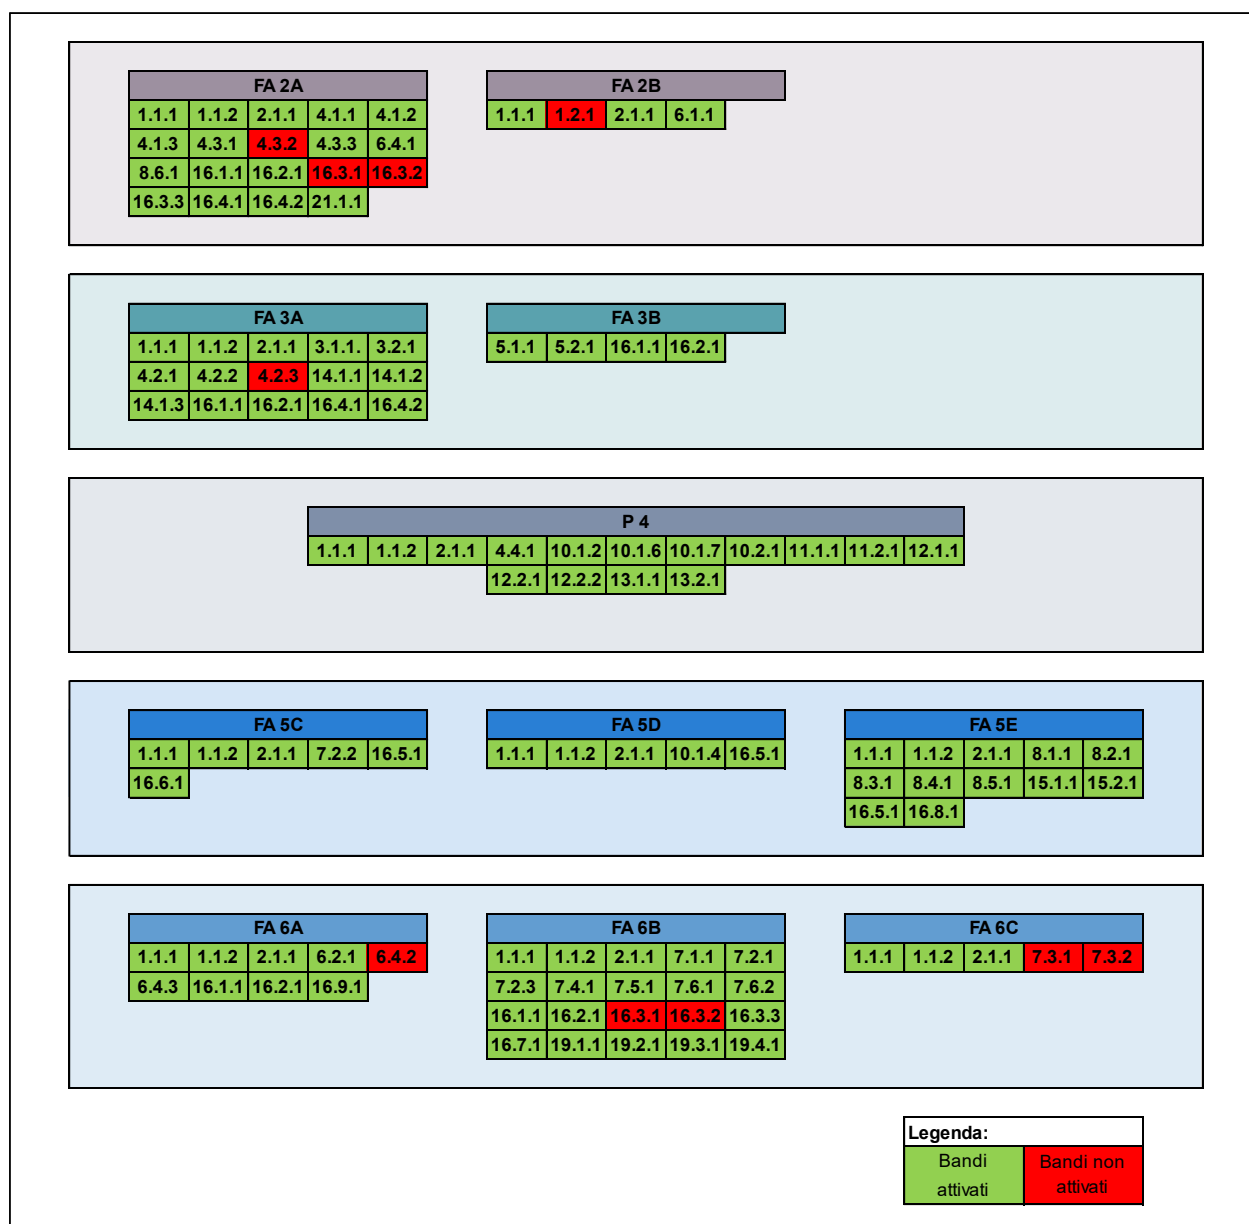 FA 2A
1.1.1 1.1.2 2.1.1 4.1.1 4.1.2
4.1.3 4.3.1 4.3.2 4.3.3 6.4.1
8.6.1 16.1.1 16.2.1 16.3.1 16.3.2
16.3.3 16.4.1 16.4.2 21.1.1
FA 2B
1.1.1 1.2.1 2.1.1 6.1.1
FA 3A
1.1.1 1.1.2 2.1.1 3.1.1. 3.2.1
4.2.1 4.2.2 4.2.3 14.1.1 14.1.2
14.1.3 16.1.1 16.2.1 16.4.1 16.4.2
FA 3B
5.1.1 5.2.1 16.1.1 16.2.1
P 4
1.1.1 1.1.2 2.1.1 4.4.1 10.1.2 10.1.6 10.1.7 10.2.1 11.1.1 11.2.1 12.1.1
12.2.1 12.2.2 13.1.1 13.2.1
FA 5C
1.1.1 1.1.2 2.1.1 7.2.2 16.5.1
16.6.1
FA 5D
1.1.1 1.1.2 2.1.1 10.1.4 16.5.1
FA 5E
1.1.1 1.1.2 2.1.1 8.1.1 8.2.1
8.3.1 8.4.1 8.5.1 15.1.1 15.2.1
16.5.1 16.8.1
FA 6A
1.1.1 1.1.2 2.1.1 6.2.1 6.4.2
6.4.3 16.1.1 16.2.1 16.9.1
FA 6B
1.1.1 1.1.2 2.1.1 7.1.1 7.2.1
7.2.3 7.4.1 7.5.1 7.6.1 7.6.2
16.1.1 16.2.1 16.3.1 16.3.2 16.3.3
16.7.1 19.1.1 19.2.1 19.3.1 19.4.1
FA 6C
1.1.1 1.1.2 2.1.1 7.3.1 7.3.2
Legenda:
Bandi
attivati
Bandi non
attivati